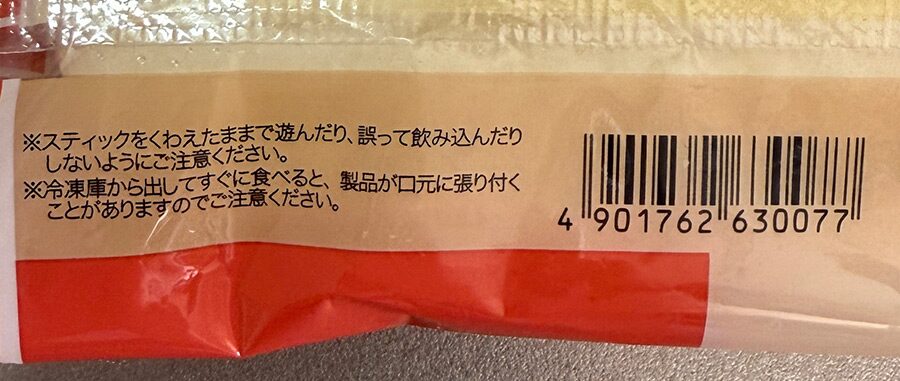 ※スティックをくわえたままで遊んだり、誤って飲み込んだり
しないようにご注意ください。
※冷凍庫から出してすぐに食べると、製品が口元に張り付く
ことがありますのでご注意ください。
4 901762 630077